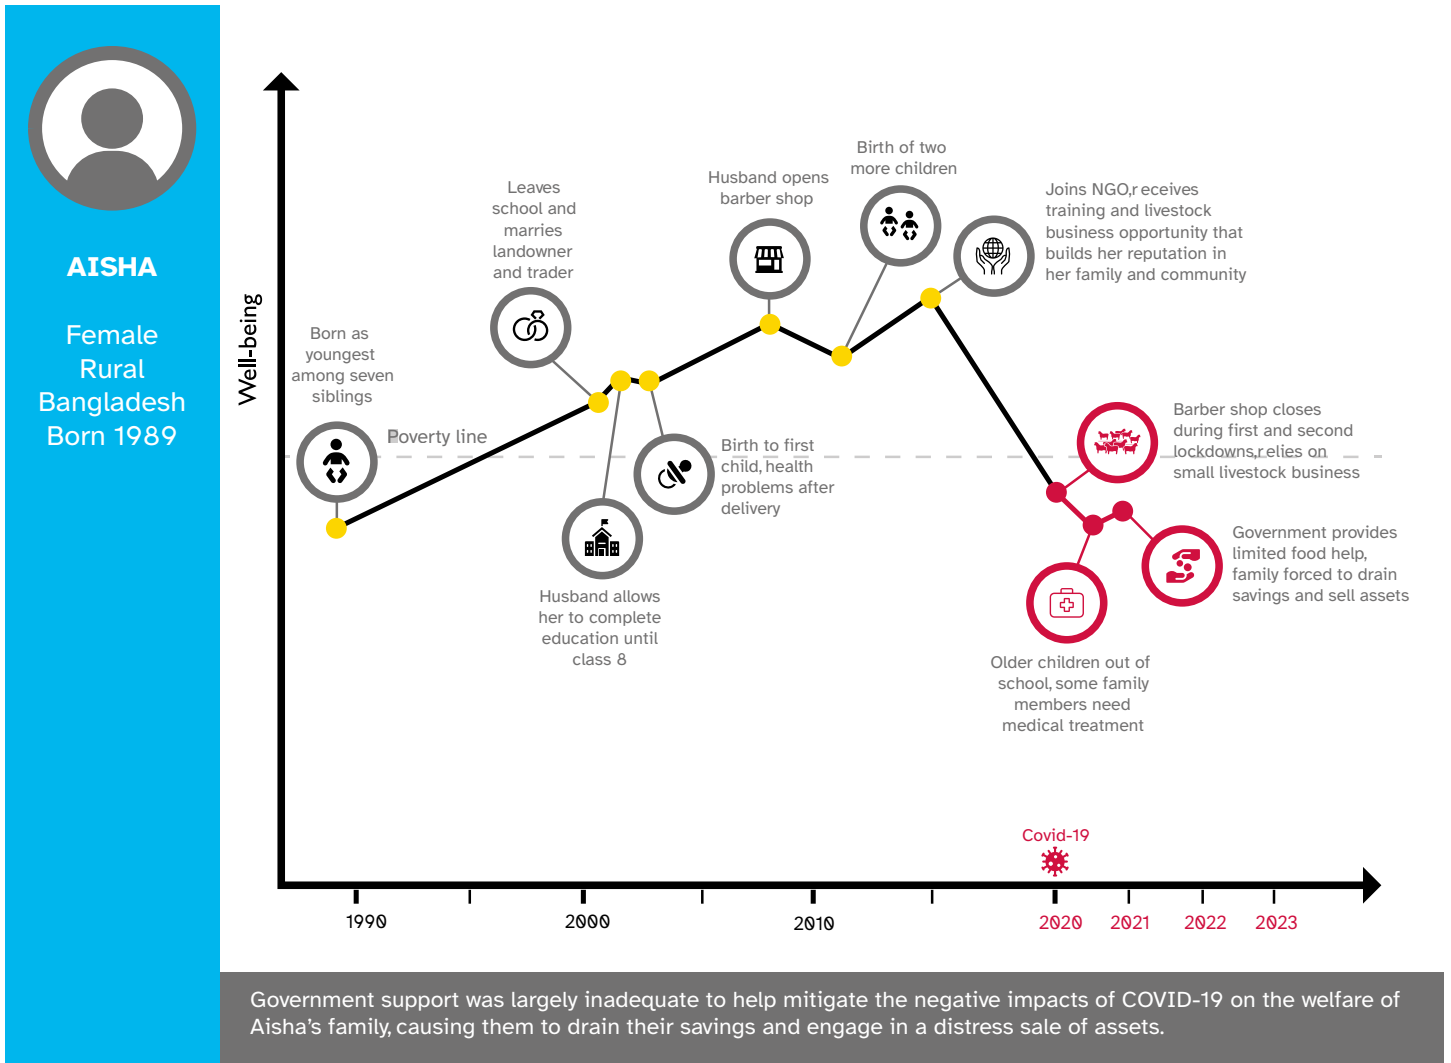 AISHA
Female
Rural
Bangladesh
Born 1989
Well-being
Born as
youngest
among seven
siblings
Poverty line
Leaves
school and
marries
landowner
and trader
Husband allows
her to complete
education until
class 8
Birth to first
child, health
problems after
delivery
Husband opens
barber shop
Birth of two
more children
Joins NGO,r eceives
training and livestock
business opportunity that
builds her reputation in
her family and community
Barber shop closes
during first and second
lockdowns,r elies on
small livestock business
Older children out of
school, some family
members need
medical treatment
Government provides
limited food help,
family forced to drain
savings and sell assets
Covid-19
1990
2000
2010
2020
2021
2022
2023
Government support was largely inadequate to help mitigate the negative impacts of COVID-19 on the welfare of
Aisha's family, causing them to drain their savings and engage in a distress sale of assets.